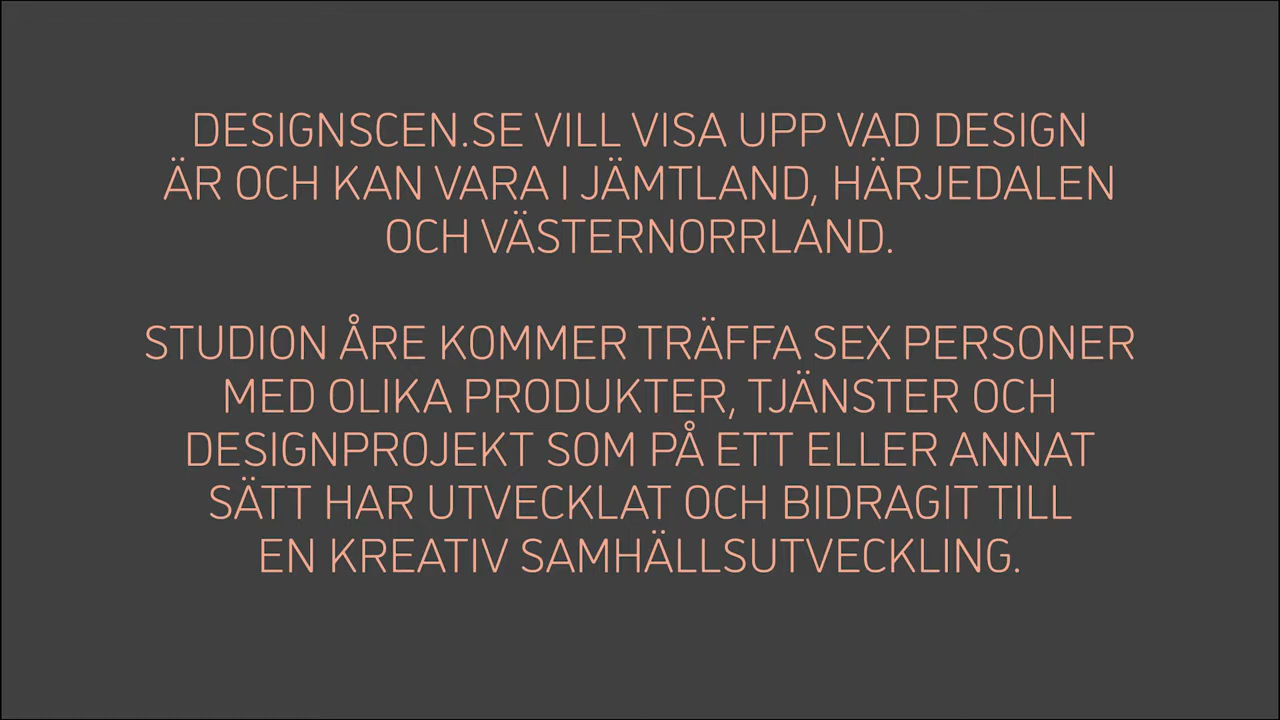 DESIGNSCEN.SE VILL VISA UPP VAD DESIGN
ÄR OCH KAN VARA I JÄMTLAND, HÄRJEDALEN
OCH VÄSTERNORRLAND.
STUDION ÅRE KOMMER TRÄFFA SEX PERSONER
MED OLIKA PRODUKTER, TJÄNSTER OCH
DESIGNPROJEKT SOM PÅ ETT ELLER ANNAT
SÄTT HAR UTVECKLAT OCH BIDRAGIT TILL
EN KREATIV SAMHÄLLSUTVECKLING.